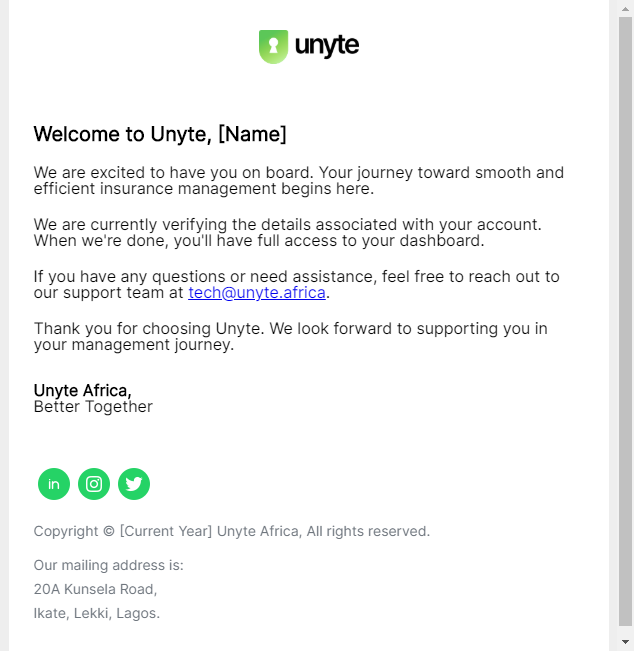 unyte
Welcome to Unyte, [Name]
We are excited to have you on board. Your journey toward smooth and
efficient insurance management begins here.
We are currently verifying the details associated with your account.
When we're done, you'll have full access to your dashboard.
If you have any questions or need assistance, feel free to reach out to
our support team at tech@unyte.africa.
Thank you for choosing Unyte. We look forward to supporting you in
your management journey.
Unyte Africa,
Better Together
in
Copyright © [Current Year] Unyte Africa, All rights reserved.
Our mailing address is:
20A Kunsela Road,
Ikate, Lekki, Lagos.